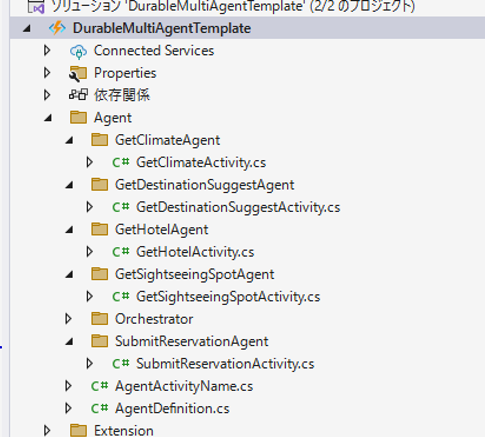 ソリューション 'DurableMultiAgentTemplate' (2/2 のプロジェクト)
DurableMultiAgentTemplate
Connected Services
Properties
依存関係
Agent
GetClimateAgent
C# GetClimateActivity.cs
GetDestinationSuggestAgent
C# GetDestinationSuggestActivity.cs
GetHotelAgent
C# GetHotelActivity.cs
GetSightseeingSpotAgent
C# GetSightseeingSpotActivity.cs
Orchestrator
SubmitReservationAgent
C# SubmitReservationActivity.cs
C# AgentActivityName.cs
C# AgentDefinition.cs
Extension